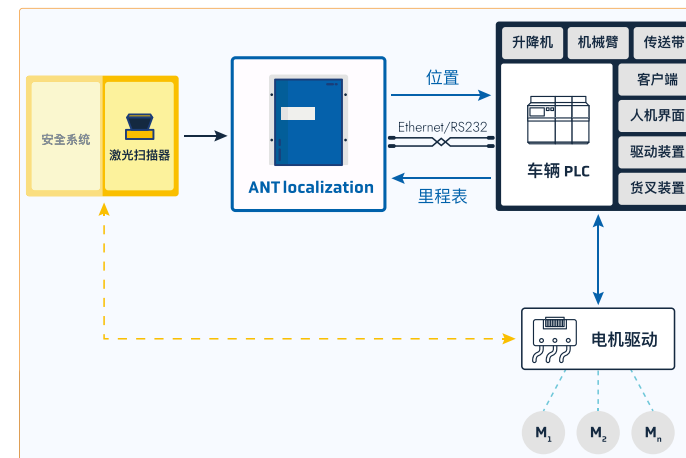 升降机
机械臂
传送带
客户端
人机界面
驱动装置
货叉装置
车辆 PLC
安全系统
激光扫描器
ANT localization
位置
Ethernet/RS232
里程表
电机驱动
M1
M2
Mn